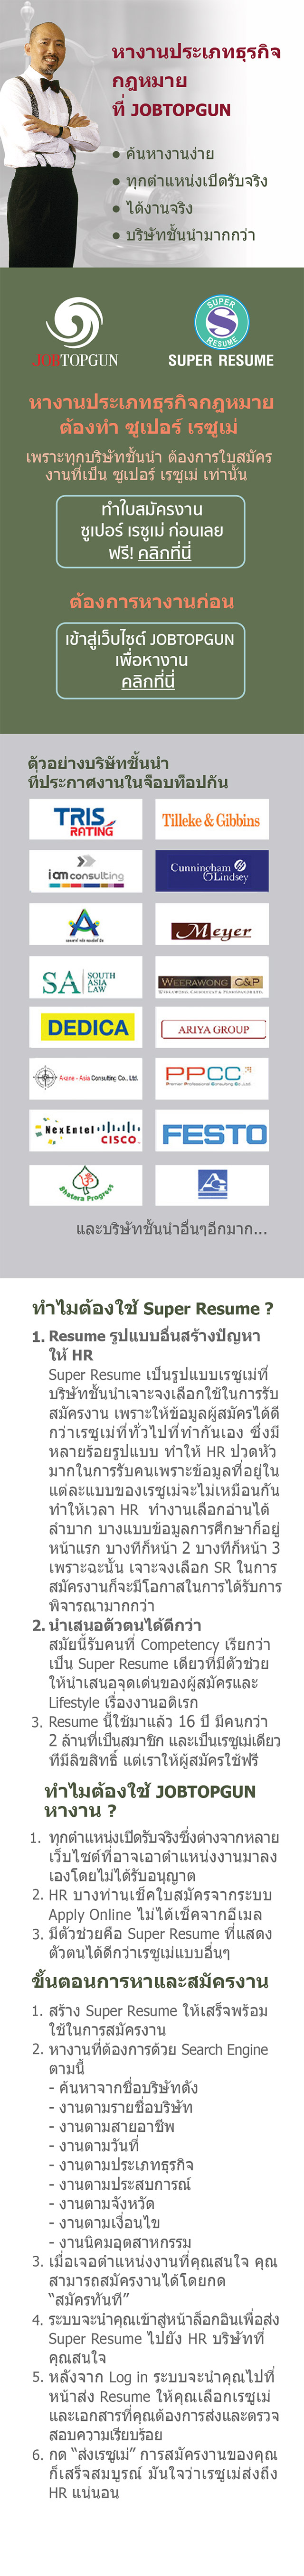 หางานประเภทธุรกิจ
กฎหมาย
ที่ JOBTOPGUN
● ค้นหางานง่าย
● ทุกตำแหน่งเปิดรับจริง
● ได้งานจริง
● บริษัทชั้นนำมากกว่า
JOBTOPGUN
SUPER
RESUME
SUPER RESUME
หางานประเภทธุรกิจกฎหมาย
ต้องทำ ซูเปอร์ เรซูเม่
เพราะทุกบริษัทชั้นนำ ต้องการใบสมัคร
งานที่เป็น ซูเปอร์ เรซูเม่ เท่านั้น
ทำใบสมัครงาน
ซูเปอร์ เรซูเม่ ก่อนเลย
ฟรี! คลิกที่นี่
ต้องการหางานก่อน
เข้าสู่เว็บไซต์ JOBTOPGUN
เพื่อหางาน
คลิกที่นี่
ตัวอย่างบริษัทชั้นนำ
ที่ประกาศงานในจ็อบท็อปกัน
TRIS
RATING
Tilleke & Gibbins
iamconsulting
Cunningham
Lindsey
Meyer
SA SOUTH
ASIA
LAW
WEERAWONG C&P
DEDICA
ARIYA GROUP
Axane - Asia Consulting Co., Ltd.
PPCC
Premier Professional Consulting Co., Ltd.
NexEntel
CISCO
FESTO
Bhatara Progress
และบริษัทชั้นนำอื่นๆอีกมาก...
ทำไมต้องใช้ Super Resume ?
1. Resume รูปแบบอื่นสร้างปัญหา
ให้ HR
Super Resume เป็นรูปแบบเรซูเม่ที่
บริษัทชั้นนำเจาะจงเลือกใช้ในการรับ
สมัครงาน เพราะให้ข้อมูลผู้สมัครได้ดี
กว่าเรซูเม่ที่ทั่วไปที่ทำกันเอง ซึ่งมี
หลายร้อยรูปแบบ ทำให้ HR ปวดหัว
มากในการรับคนเพราะข้อมูลที่อยู่ใน
แต่ละแบบของเรซูเม่จะไม่เหมือนกัน
ทำให้เวลา HR ทำงานเลือกอ่านได้
ลำบาก บางแบบข้อมูลการศึกษาก็อยู่
หน้าแรก บางทีก็หน้า 2 บางทีก็หน้า 3
เพราะฉะนั้น เจาะจงเลือก SR ในการ
สมัครงานก็จะมีโอกาสในการได้รับการ
พิจารณามากกว่า
2. นำเสนอตัวตนได้ดีกว่า
สมัยนี้รับคนที่ Competency เรียกว่า
เป็น Super Resume เดียวที่มีตัวช่วย
ให้นำเสนอจุดเด่นของผู้สมัครและ
Lifestyle เรื่องงานอดิเรก
3. Resume นี้ใช้มาแล้ว 16 ปี มีคนกว่า
2 ล้านที่เป็นสมาชิก และเป็นเรซูเม่เดียว
ที่มีลิขสิทธิ์ แต่เราให้ผู้สมัครใช้ฟรี
ทำไมต้องใช้ JOBTOPGUN
หางาน ?
1. ทุกตำแหน่งเปิดรับจริงซึ่งต่างจากหลาย
เว็บไซต์ที่อาจเอาตำแหน่งงานมาลง
เองโดยไม่ได้รับอนุญาต
2. HR บางท่านเช็คใบสมัครจากระบบ
Apply Online ไม่ได้เช็คจากอีเมล
3. มีตัวช่วยคือ Super Resume ที่แสดง
ตัวตนได้ดีกว่าเรซูเม่แบบอื่นๆ
ขั้นตอนการหาและสมัครงาน
1. สร้าง Super Resume ให้เสร็จพร้อม
ใช้ในการสมัครงาน
2. หางานที่ต้องการด้วย Search Engine
ตามนี้
- ค้นหาจากชื่อบริษัทดัง
- งานตามรายชื่อบริษัท
- งานตามสายอาชีพ
- งานตามวันที่
- งานตามประเภทธุรกิจ
- งานตามประสบการณ์
- งานตามจังหวัด
- งานตามเงื่อนไข
- งานนิคมอุตสาหกรรม
3. เมื่อเจอตำแหน่งงานที่คุณสนใจ คุณ
สามารถสมัครงานได้โดยกด
“สมัครทันที”
4. ระบบจะนำคุณเข้าสู่หน้าล็อกอินเพื่อส่ง
Super Resume ไปยัง HR บริษัทที่
คุณสนใจ
5. หลังจาก Log in ระบบจะนำคุณไปที่
หน้าส่ง Resume ให้คุณเลือกเรซูเม่
และเอกสารที่คุณต้องการส่งและตรวจ
สอบความเรียบร้อย
6. กด “ส่งเรซูเม่” การสมัครงานของคุณ
ก็เสร็จสมบูรณ์ มั่นใจว่าเรซูเม่ส่งถึง
HR แน่นอน